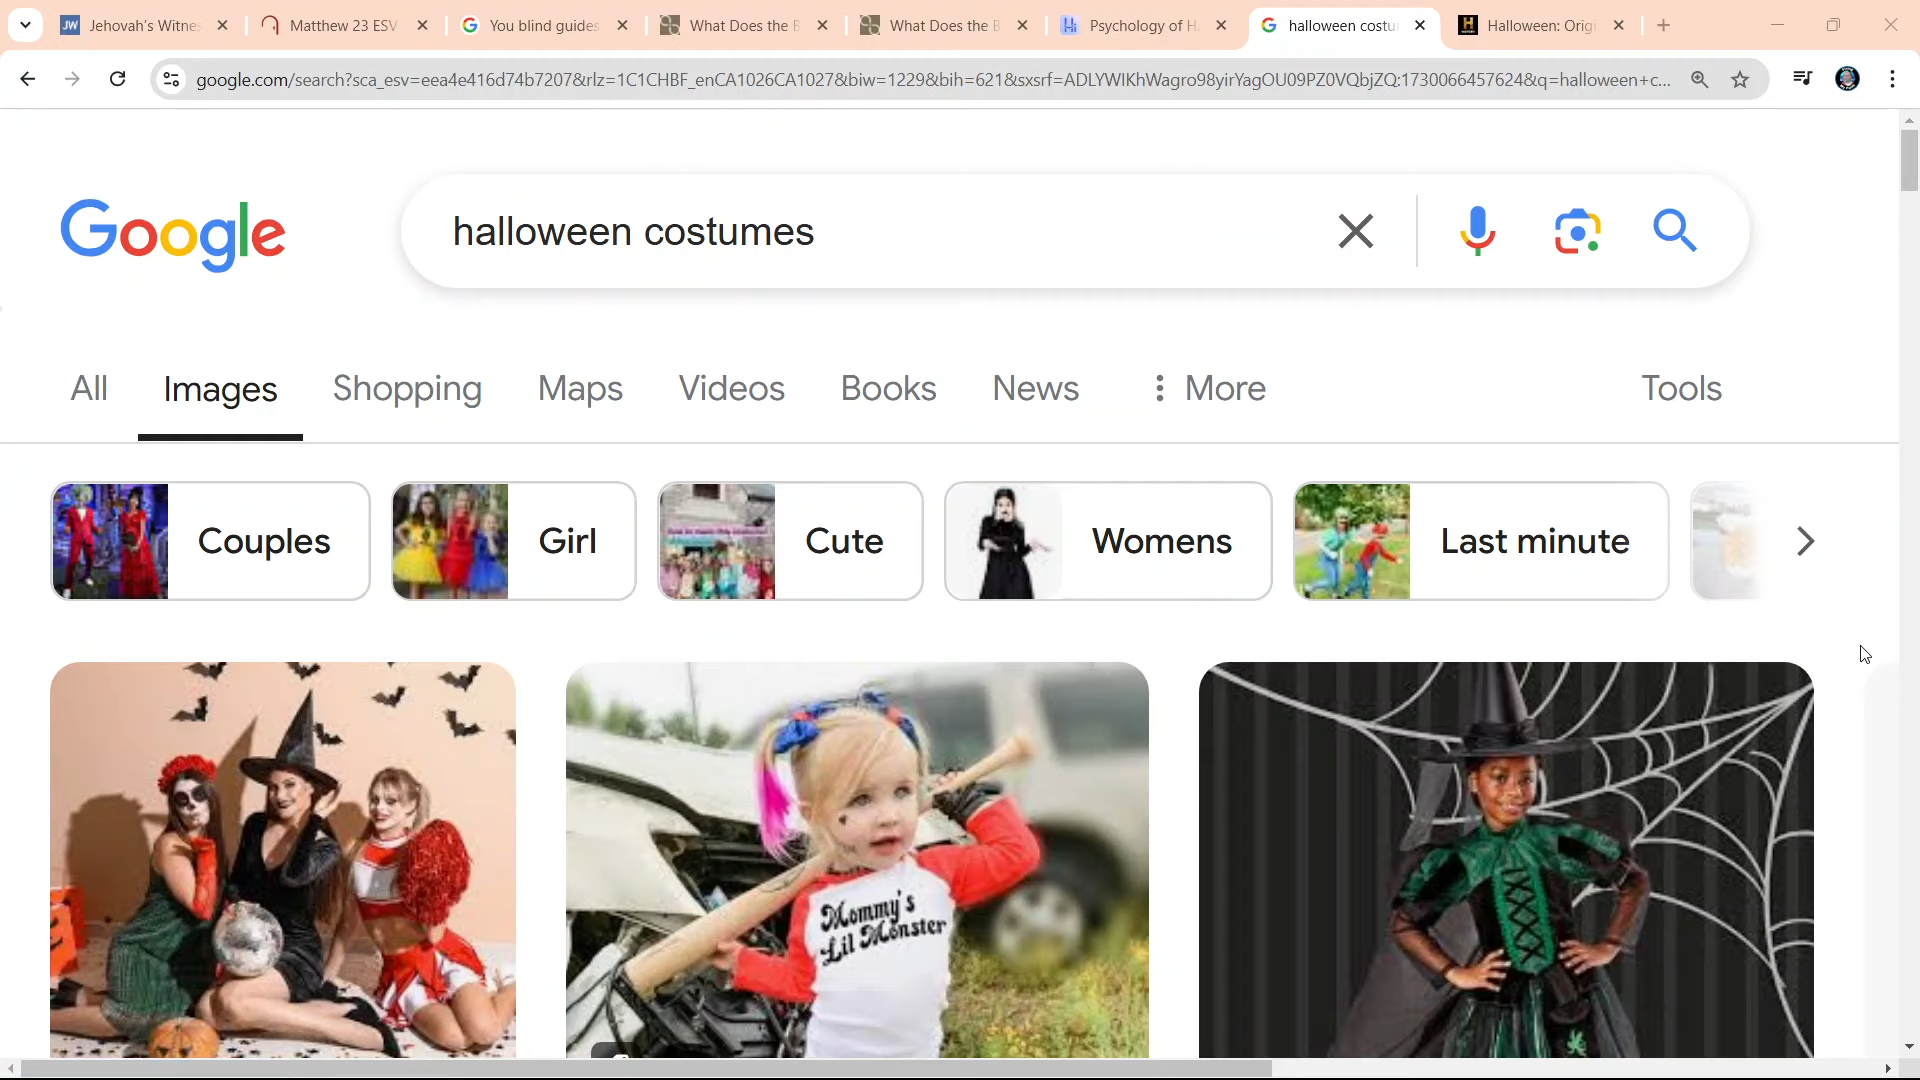 Jehovah's Witnes
Matthew 23 ESV
You blind guides
What Does the B
What Does the B
Psychology of H
halloween costu
Halloween: Orig
google.com/search?sca_esv=eea4e416d74b7207&rlz=1C1CHBF_enCA1026CA1027&biw=1229&bih=621&sxsrf=ADLYWIKhWagro98yirYagOU09PZ0VQbjZQ:1730066457624&q=halloween+c...
Google
halloween costumes
All
Images
Shopping
Maps
Videos
Books
News
More
Tools
Couples
Girl
Cute
Womens
Last minute
Mommy's
Lil Monster